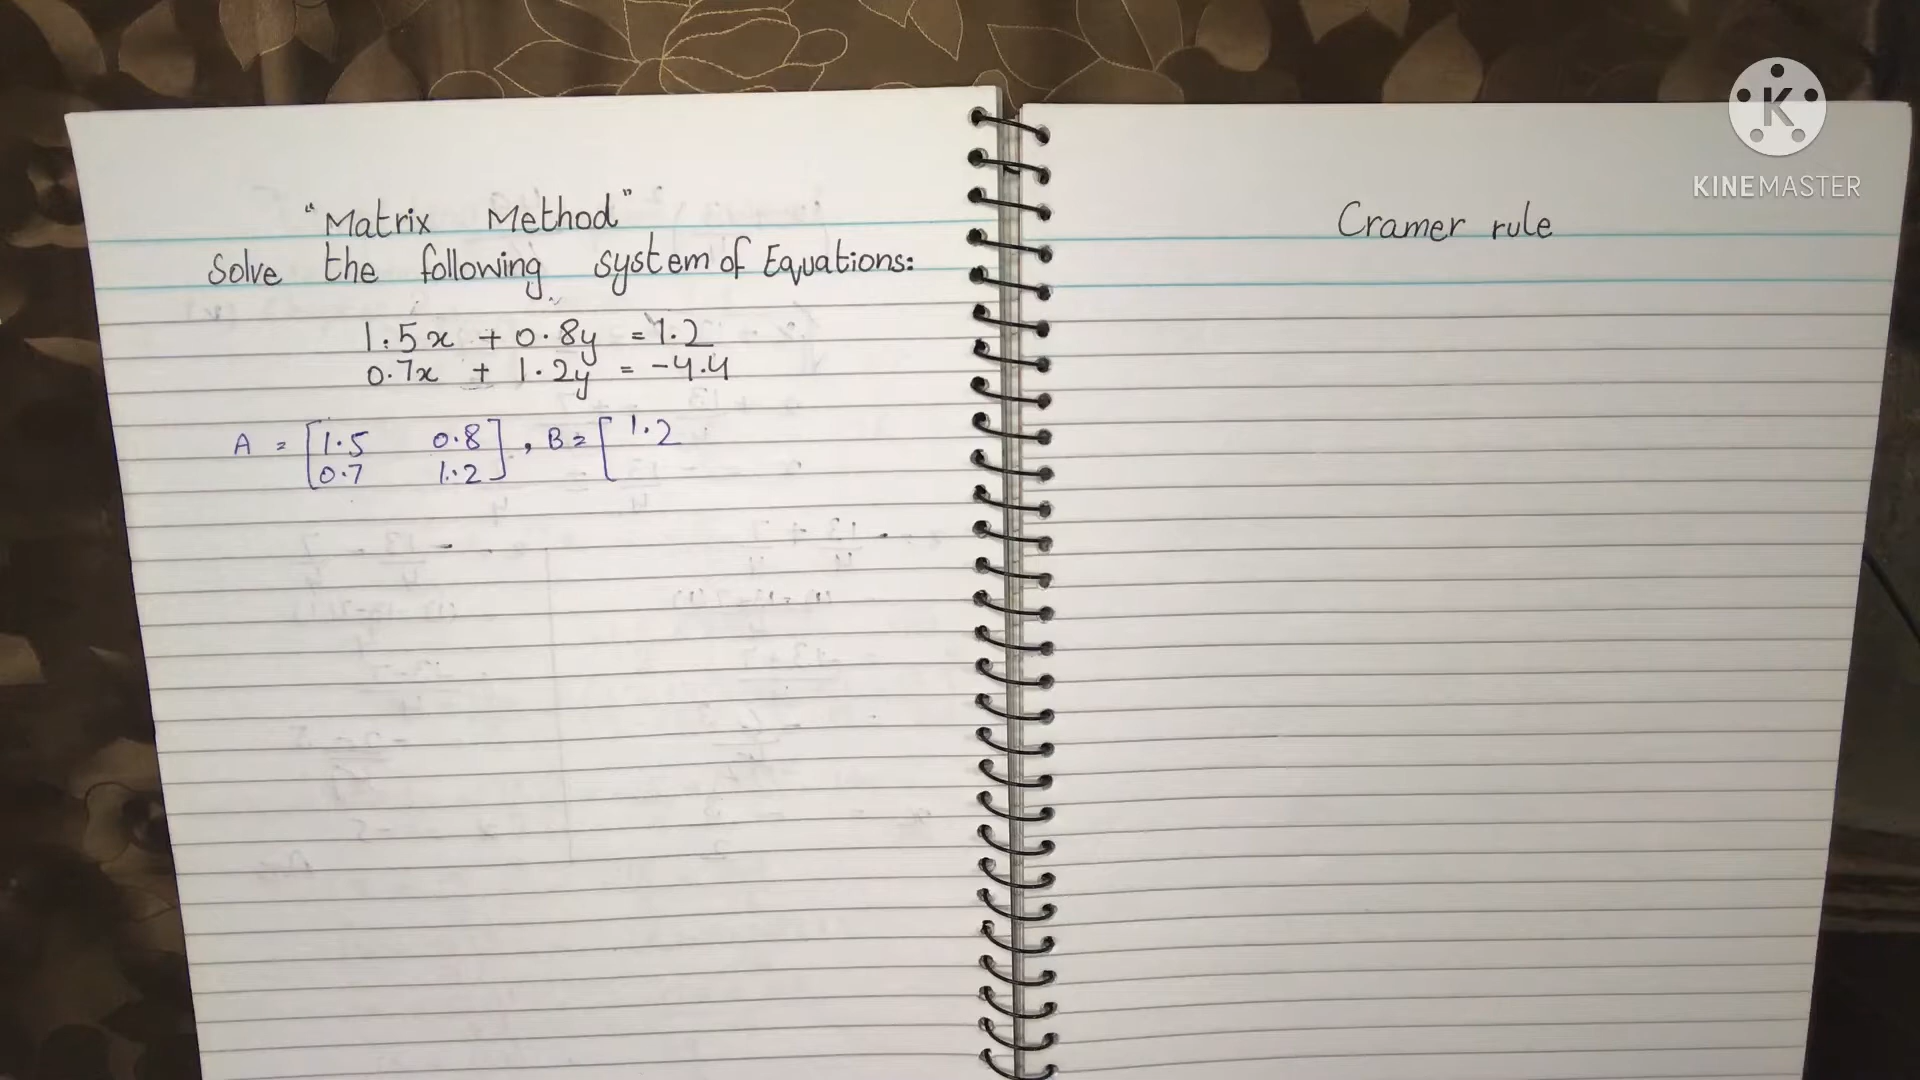 "Matrix Method"
Solve the following system of Equations:
1.5x + 0.8y = 1.2
0.7x + 1.2y = -4.4
A = [1.5 0.8
0.7 1.2], B = [1.2
Cramer rule
K
KINEMASTER